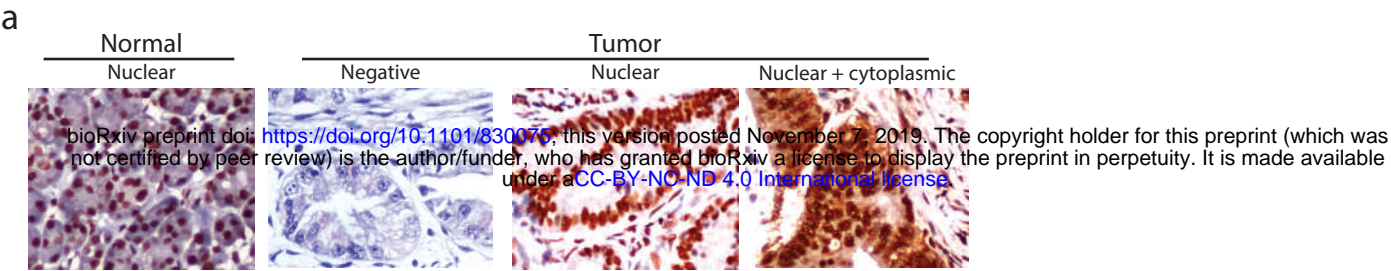 a
Normal
Tumor
Nuclear
Negative
Nuclear
Nuclear + cytoplasmic
bioRxiv preprint doi: https://doi.org/10.1101/830075; this version posted November 7, 2019. The copyright holder for this preprint (which was
not certified by peer review) is the author/funder, who has granted bioRxiv a license to display the preprint in perpetuity. It is made available
under aCC-BY-NC-ND 4.0 International license.